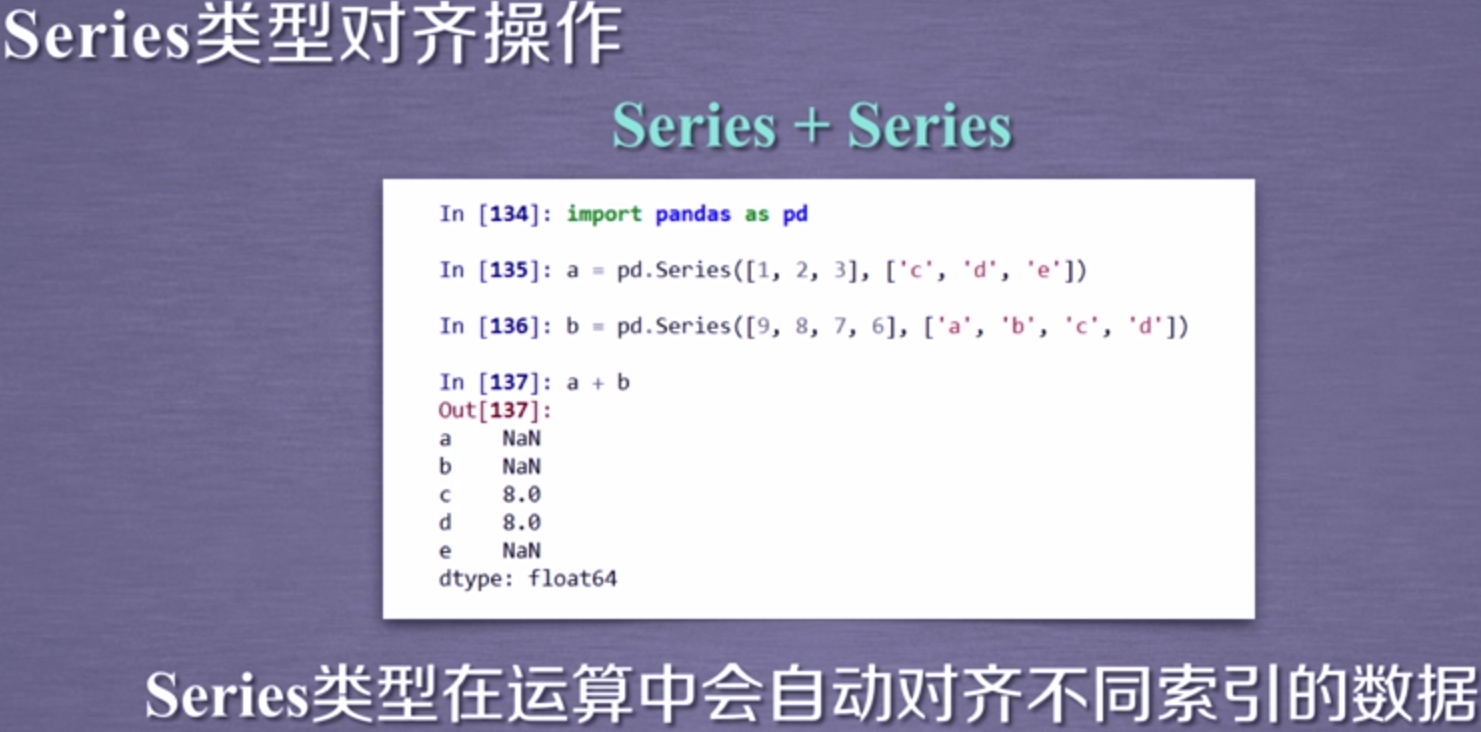 Series类型对齐操作
Series + Series
In [134]: import pandas as pd
In [135]: a = pd.Series([1, 2, 3], ['c', 'd', 'e'])
In [136]: b = pd.Series([9, 8, 7, 6], ['a', 'b', 'c', 'd'])
In [137]: a + b
Out[137]:
a    NaN
b    NaN
c    8.0
d    8.0
e    NaN
dtype: float64
Series类型在运算中会自动对齐不同索引的数据